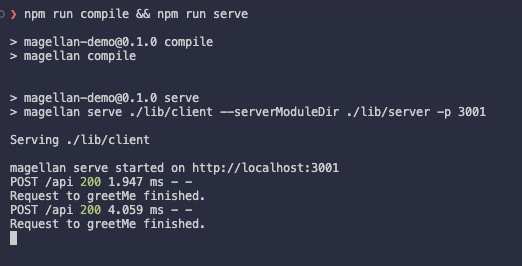 ❯ npm run compile && npm run serve
> magellan-demo@0.1.0 compile
> magellan compile
> magellan-demo@0.1.0 serve
> magellan serve ./lib/client --serverModuleDir ./lib/server -p 3001
Serving ./lib/client
magellan serve started on http://localhost:3001
POST /api 200 1.947 ms - -
Request to greetMe finished.
POST /api 200 4.059 ms - -
Request to greetMe finished.